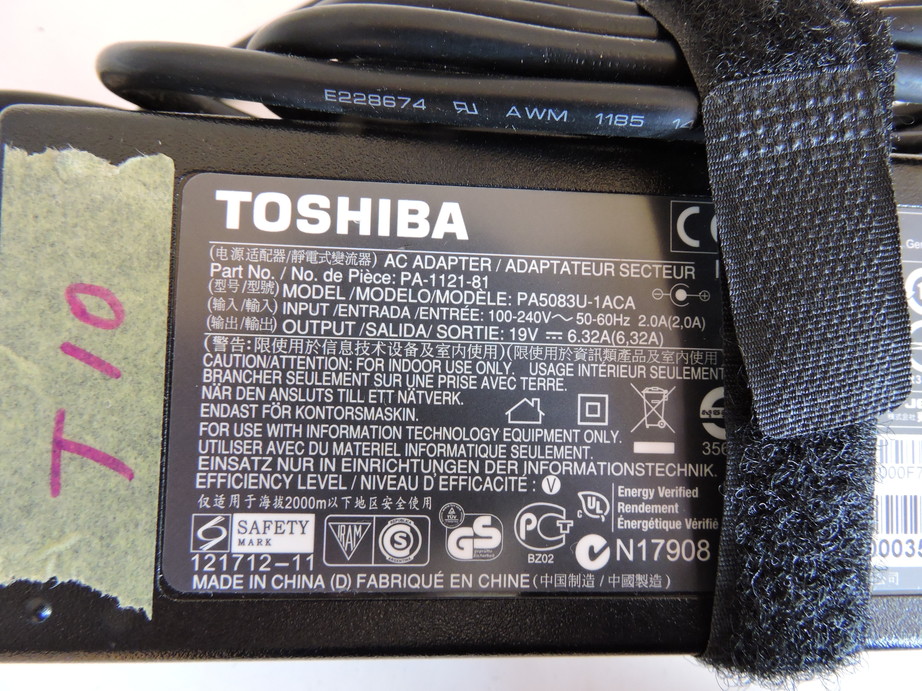 E228674 AWM 1185
T 10
TOSHIBA
(电源适配器/靜電式變流器) AC ADAPTER / ADAPTATEUR SECTEUR
Part No. / No. de Pièce: PA-1121-81
(型号/型號) MODEL /MODELO/MODÈLE: PA5083U-1ACA
(输入/輸入) INPUT /ENTRADA /ENTRÉE: 100-240V～ 50-60Hz 2.0A(2,0A)
(输出/輸出) OUTPUT /SALIDA/ SORTIE: 19V ⎓ 6.32A(6,32A)
(警告: 限使用於信息技术设备及室内使用)(限使用於資訊類產品及室內使用
CAUTION/ATTENTION: FOR INDOOR USE ONLY. USAGE INTÉRIEUR SEULEMENT
BRANCHER SEULEMENT SUR UNE PRISE AVEC TERRE.
NÄR DEN ANSLUTS TILL ETT NÄTVERK.
ENDAST FÖR KONTORSMASKIN.
FOR USE WITH INFORMATION TECHNOLOGY EQUIPMENT ONLY.
UTILISER AVEC DU MATERIEL INFORMATIQUE SEULEMENT.
EINSATZ NUR IN EINRICHTUNGEN DER INFORMATIONSTECHNIK.
EFFICIENCY LEVEL / NIVEAU D'EFFICACITÉ : V
仅适用于海拔2000m以下地区安全使用
Energy Verified
Rendement
Énergétique Vérifié
SAFETY
MARK
121712-11
TRAM
S
TÜV
GS
geprüfte
Sicherheit
PCT
BZ02
UL
N17908
MADE IN CHINA (D) FABRIQUÉ EN CHINE (中国制造 / 中國製造)